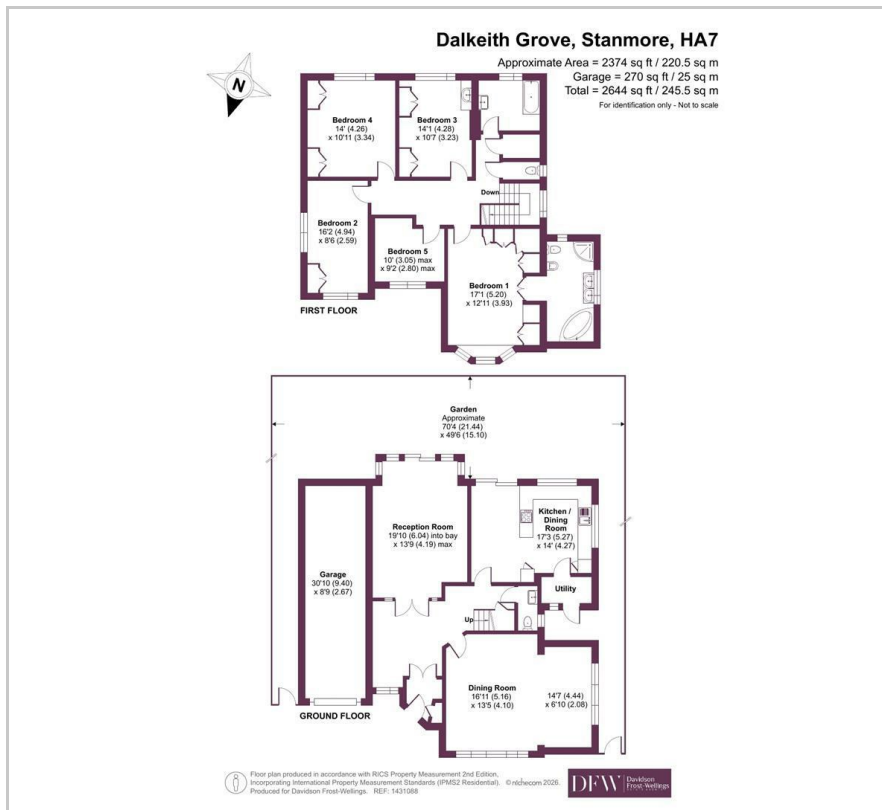 Dalkeith Grove, Stanmore, HA7
Approximate Area = 2374 sq ft / 220.5 sq m
Garage = 270 sq ft / 25 sq m
Total = 2644 sq ft / 245.5 sq m
For identification only - Not to scale
N
Bedroom 4
14' (4.26)
x 10'11 (3.34)
Bedroom 3
14'1 (4.28)
x 10'7 (3.23)
Down
Bedroom 2
16'2 (4.94)
x 8'6 (2.59)
Bedroom 5
10' (3.05) max
x 9'2 (2.80) max
Bedroom 1
17'1 (5.20)
x 12'11 (3.93)
FIRST FLOOR
Garden
Approximate
70'4 (21.44)
x 49'6 (15.10)
Reception Room
19'10 (6.04) into bay
x 13'9 (4.19) max
Kitchen /
Dining
Room
17'3 (5.27)
x 14' (4.27)
Garage
30'10 (9.40)
x 8'9 (2.67)
Utility
Up
Dining Room
16'11 (5.16)
x 13'5 (4.10)
14'7 (4.44)
x 6'10 (2.08)
GROUND FLOOR
Floor plan produced in accordance with RICS Property Measurement 2nd Edition,
Incorporating International Property Measurement Standards (IPMS2 Residential). © nichecom 2026.
Produced for Davidson Frost-Wellings. REF: 1431088
DFW
Davidson
Frost-Wellings